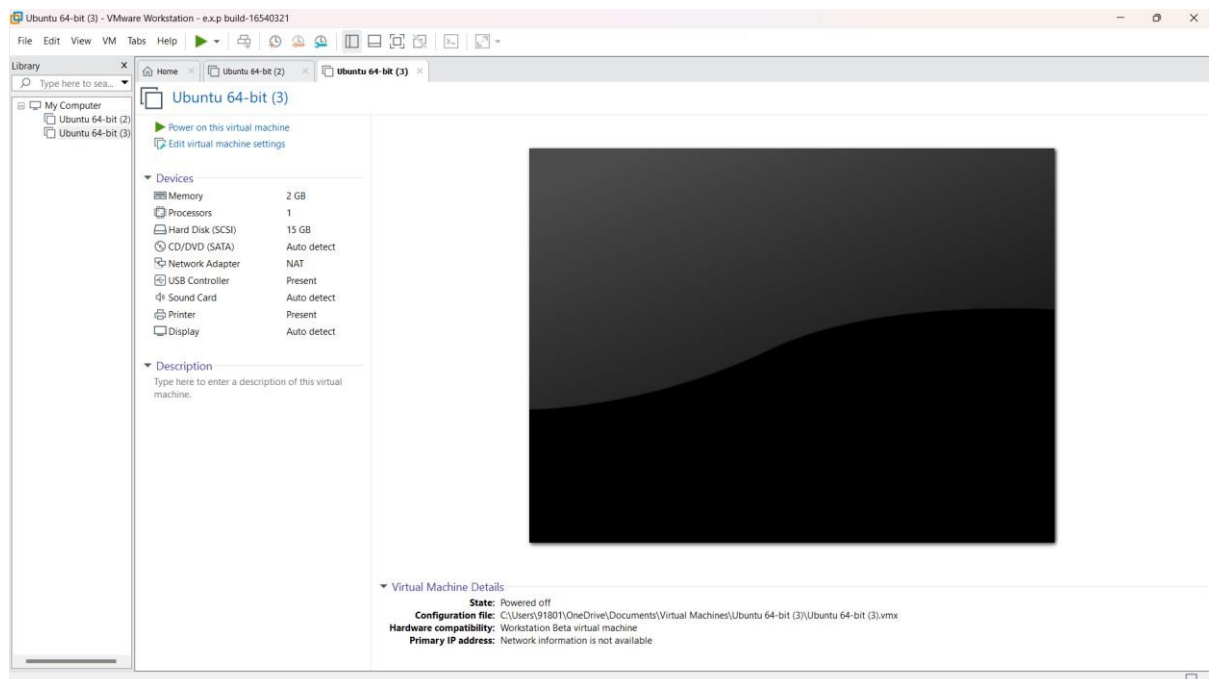 Ubuntu 64-bit (3) - VMware Workstation - e.x.p build-16540321
File Edit View VM Tabs Help
Library X
Type here to sea...
My Computer
Ubuntu 64-bit (2)
Ubuntu 64-bit (3)
Home Ubuntu 64-bit (2) Ubuntu 64-bit (3)
Ubuntu 64-bit (3)
Power on this virtual machine
Edit virtual machine settings
Devices
Memory 2 GB
Processors 1
Hard Disk (SCSI) 15 GB
CD/DVD (SATA) Auto detect
Network Adapter NAT
USB Controller Present
Sound Card Auto detect
Printer Present
Display Auto detect
Description
Type here to enter a description of this virtual
machine.
Virtual Machine Details
State: Powered off
Configuration file: C:\Users\91801\OneDrive\Documents\Virtual Machines\Ubuntu 64-bit (3)\Ubuntu 64-bit (3).vmx
Hardware compatibility: Workstation Beta virtual machine
Primary IP address: Network information is not available